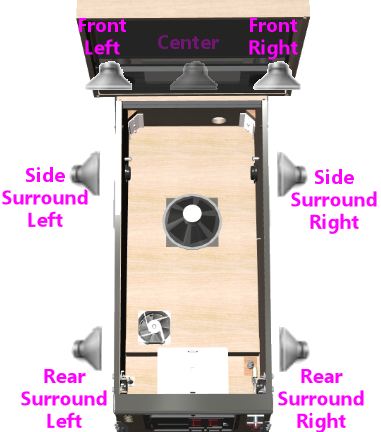 Front Left
Center
Front Right
Side Surround Left
Side Surround Right
Rear Surround Left
Rear Surround Right